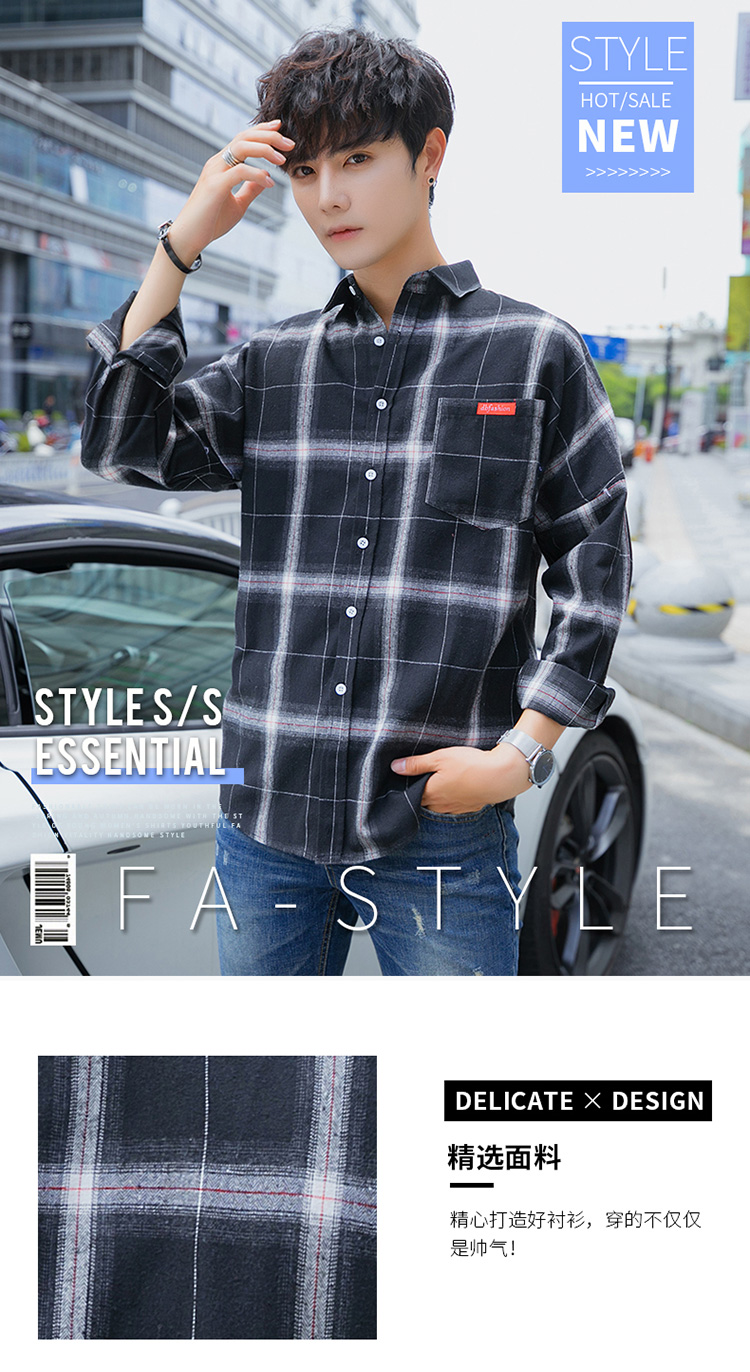 STYLE
HOT/SALE
NEW
>>>>>>>>
dkfashion
STYLE S/S
ESSENTIAL
HANDSOME STYLE
FA-STYLE
DELICATE × DESIGN
精选面料
精心打造好衬衫，穿的不仅仅
是帅气！